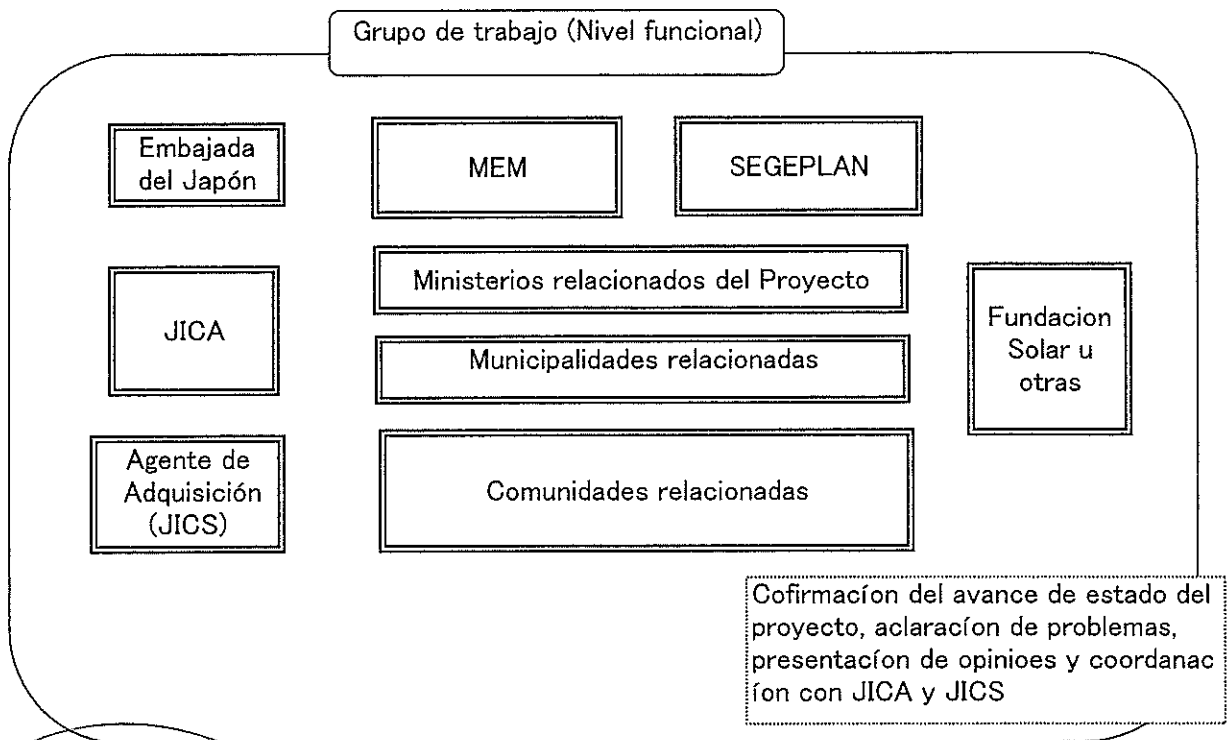 Grupo de trabajo (Nivel funcional)
Embajada
del Japón
MEM
SEGEPLAN
JICA
Ministerios relacionados del Proyecto
Municipalidades relacionadas
Fundacion
Solar u
otras
Agente de
Adquisición
(JICS)
Comunidades relacionadas
Cofirmacíon del avance de estado del
proyecto, aclaracíon de problemas,
presentacíon de opinioes y coordanac
íon con JICA y JICS